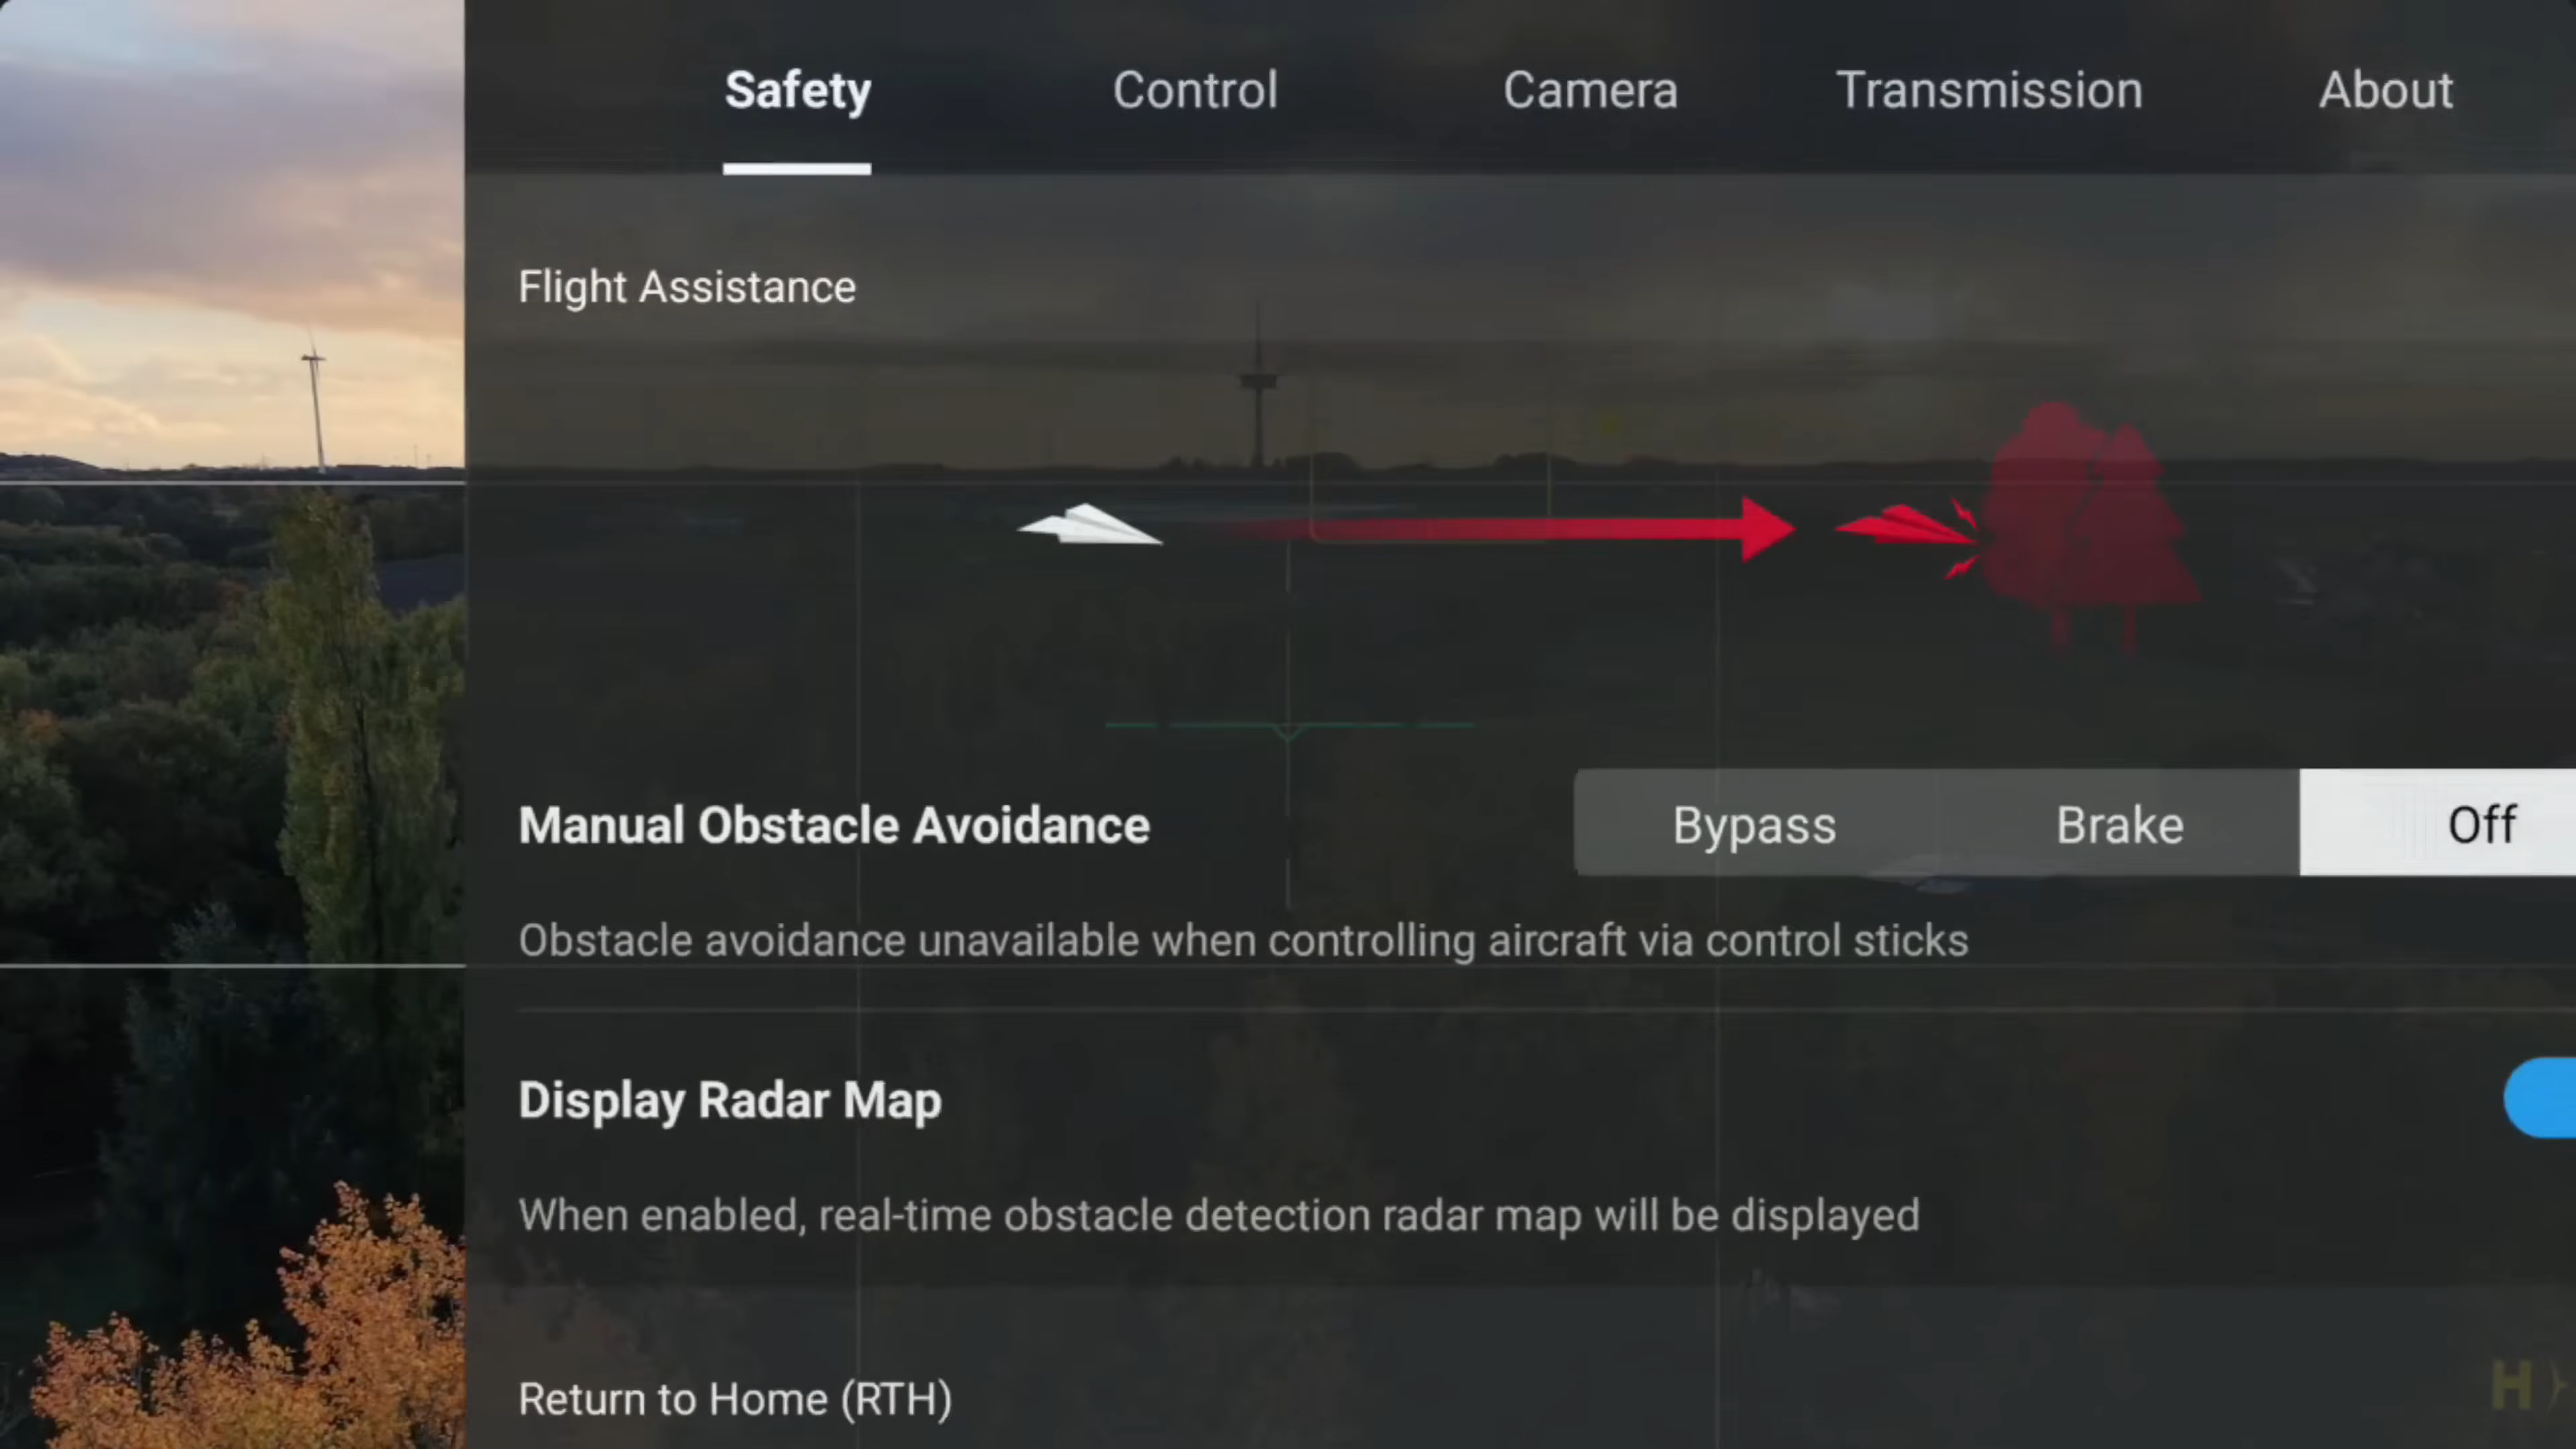 Safety Control Camera Transmission About
Flight Assistance
Manual Obstacle Avoidance Bypass Brake Off
Obstacle avoidance unavailable when controlling aircraft via control sticks
Display Radar Map
When enabled, real-time obstacle detection radar map will be displayed
Return to Home (RTH)
H